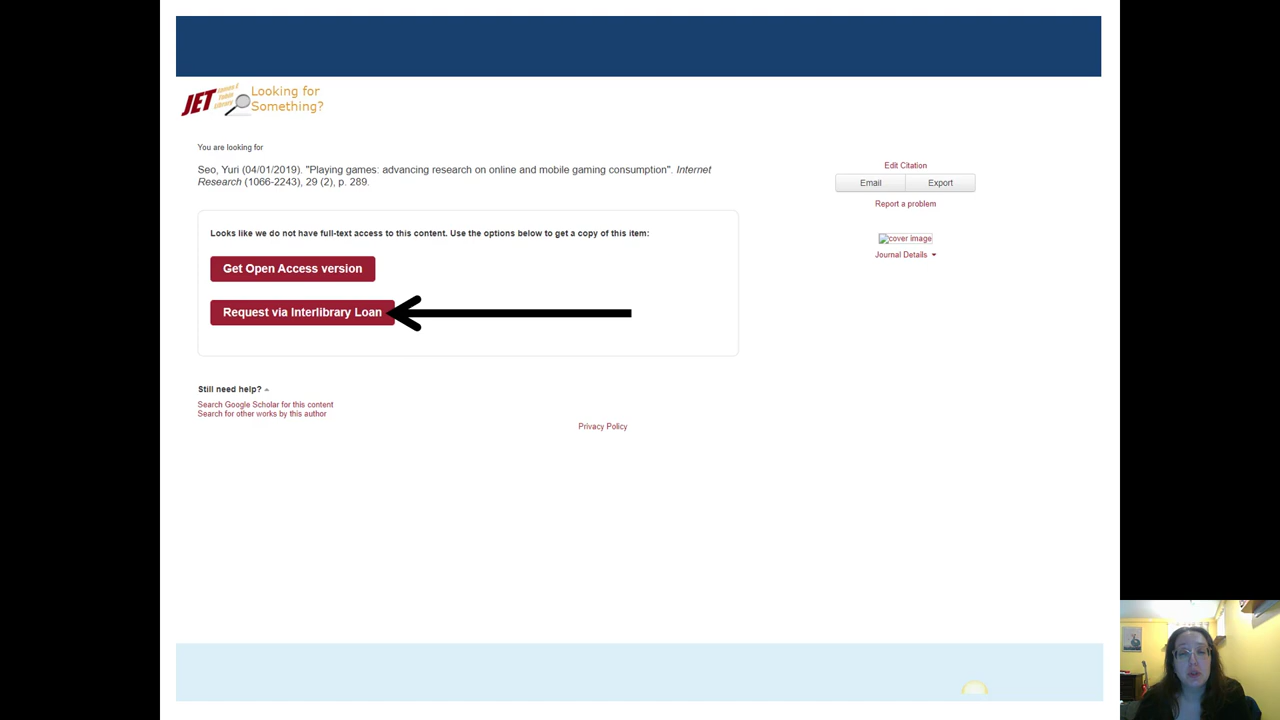 JET
James E
Tobin
Library
Looking for
Something?
You are looking for
Seo, Yuri (04/01/2019). "Playing games: advancing research on online and mobile gaming consumption". Internet
Research (1066-2243), 29 (2), p. 289.
Edit Citation
Email Export
Report a problem
cover image
Journal Details
Looks like we do not have full-text access to this content. Use the options below to get a copy of this item:
Get Open Access version
Request via Interlibrary Loan
Still need help?
Search Google Scholar for this content
Search for other works by this author
Privacy Policy